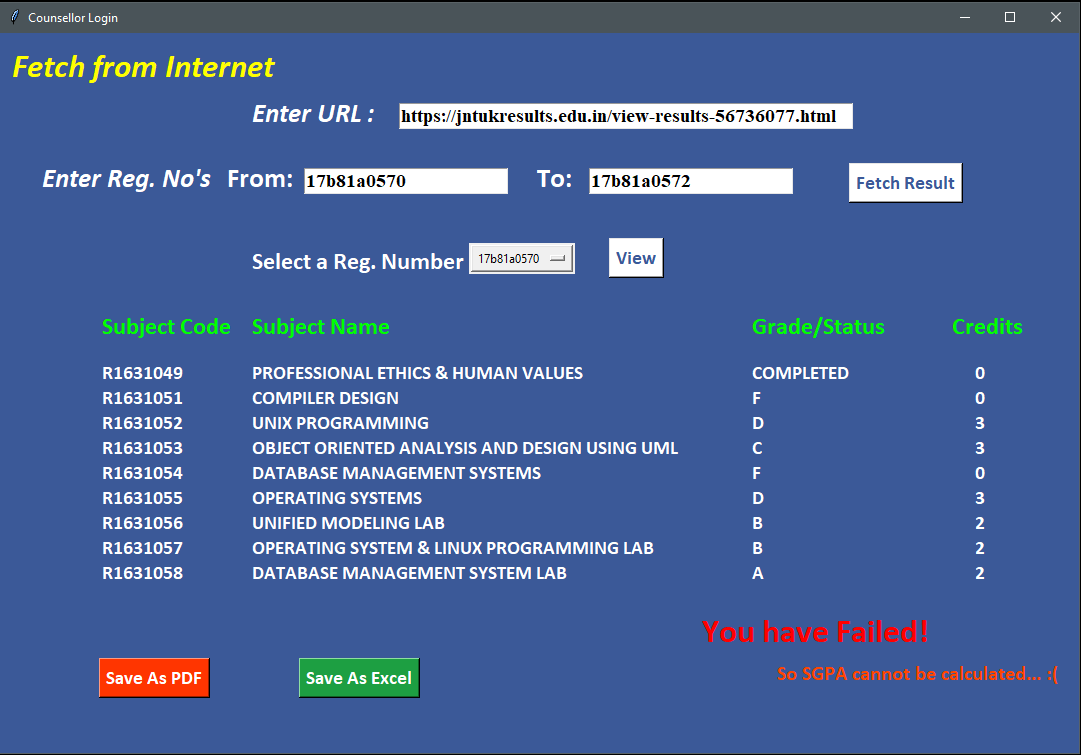 Counsellor Login
Fetch from Internet
Enter URL : https://jntukresults.edu.in/view-results-56736077.html
Enter Reg. No's From: 17b81a0570 To: 17b81a0572 Fetch Result
Select a Reg. Number 17b81a0570 View
Subject Code Subject Name Grade/Status Credits
R1631049 PROFESSIONAL ETHICS & HUMAN VALUES COMPLETED 0
R1631051 COMPILER DESIGN F 0
R1631052 UNIX PROGRAMMING D 3
R1631053 OBJECT ORIENTED ANALYSIS AND DESIGN USING UML C 3
R1631054 DATABASE MANAGEMENT SYSTEMS F 0
R1631055 OPERATING SYSTEMS D 3
R1631056 UNIFIED MODELING LAB B 2
R1631057 OPERATING SYSTEM & LINUX PROGRAMMING LAB B 2
R1631058 DATABASE MANAGEMENT SYSTEM LAB A 2
You have Failed!
Save As PDF Save As Excel So SGPA cannot be calculated... :(